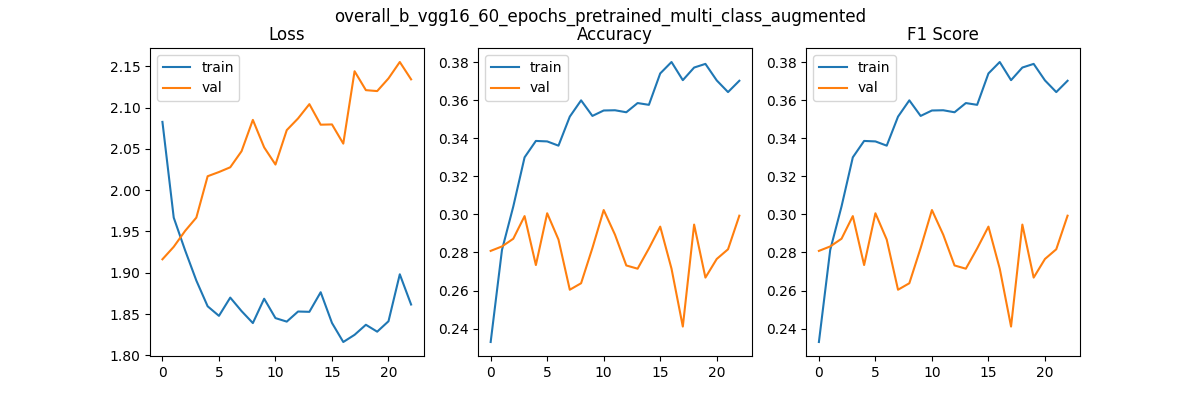 overall_b_vgg16_60_epochs_pretrained_multi_class_augmented
Loss
train
val
2.15
2.10
2.05
2.00
1.95
1.90
1.85
1.80
0 5 10 15 20
Accuracy
train
val
0.38
0.36
0.34
0.32
0.30
0.28
0.26
0.24
0 5 10 15 20
F1 Score
train
val
0.38
0.36
0.34
0.32
0.30
0.28
0.26
0.24
0 5 10 15 20